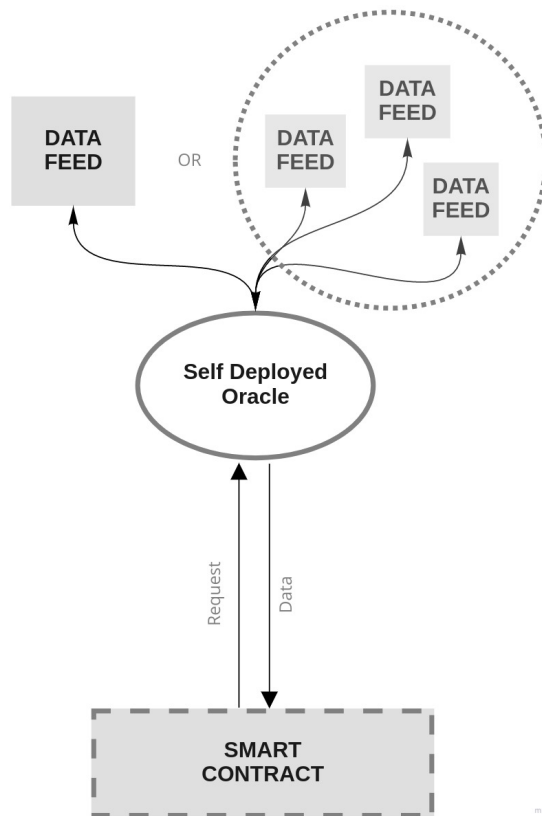 DATA
FEED
OR
DATA
FEED
DATA
FEED
DATA
FEED
Self Deployed
Oracle
Request
Data
SMART
CONTRACT
m